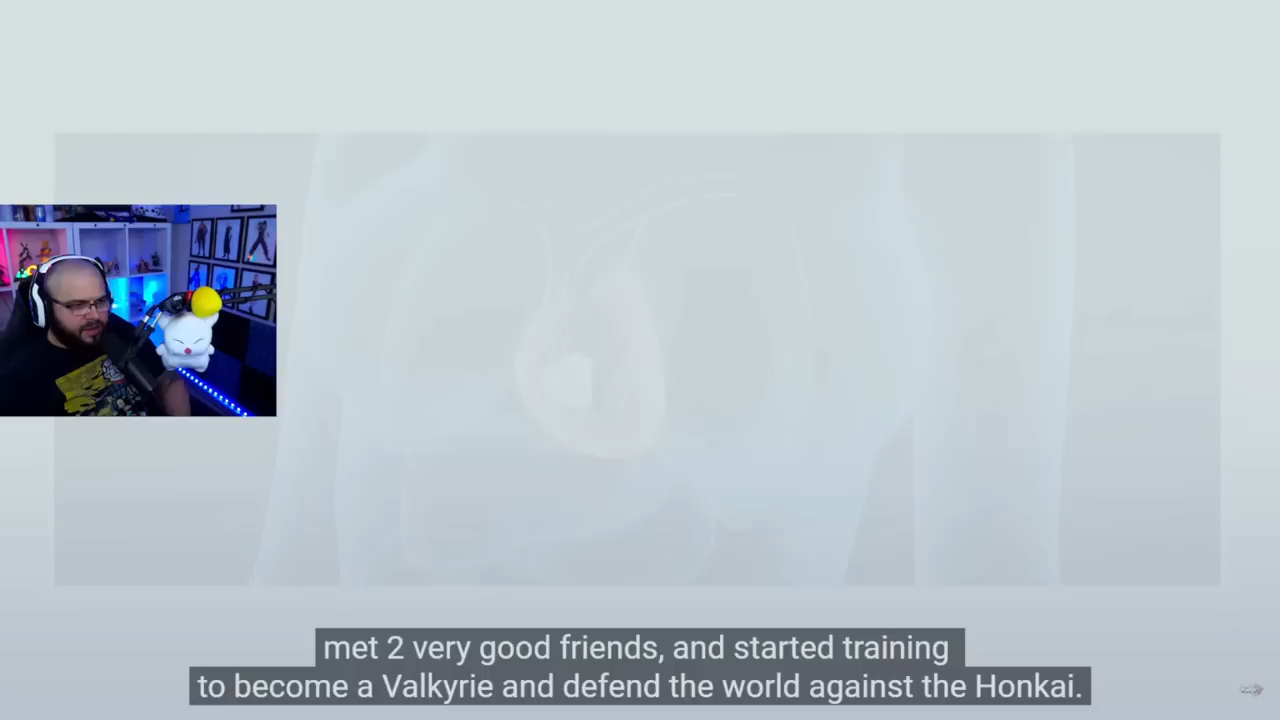 met 2 very good friends, and started training
to become a Valkyrie and defend the world against the Honkai.